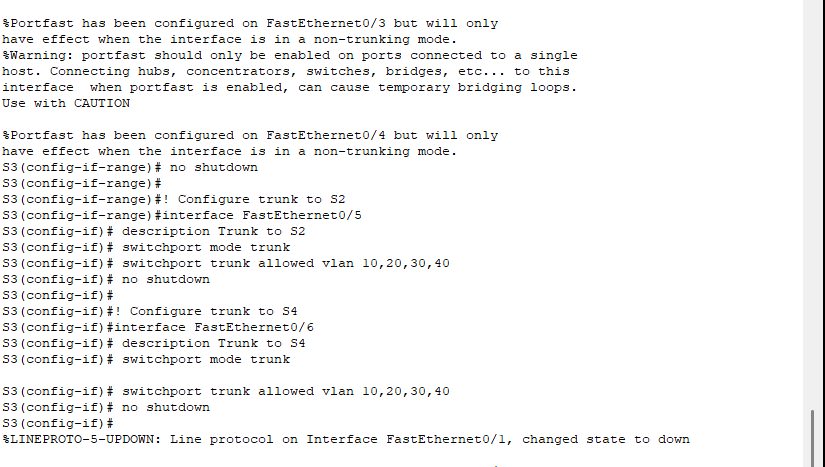 %Portfast has been configured on FastEthernet0/3 but will only
have effect when the interface is in a non-trunking mode.
%Warning: portfast should only be enabled on ports connected to a single
host. Connecting hubs, concentrators, switches, bridges, etc... to this
interface  when portfast is enabled, can cause temporary bridging loops.
Use with CAUTION

%Portfast has been configured on FastEthernet0/4 but will only
have effect when the interface is in a non-trunking mode.
S3(config-if-range)# no shutdown
S3(config-if-range)#
S3(config-if-range)#! Configure trunk to S2
S3(config-if-range)#interface FastEthernet0/5
S3(config-if)# description Trunk to S2
S3(config-if)# switchport mode trunk
S3(config-if)# switchport trunk allowed vlan 10,20,30,40
S3(config-if)# no shutdown
S3(config-if)#
S3(config-if)#! Configure trunk to S4
S3(config-if)#interface FastEthernet0/6
S3(config-if)# description Trunk to S4
S3(config-if)# switchport mode trunk

S3(config-if)# switchport trunk allowed vlan 10,20,30,40
S3(config-if)# no shutdown
S3(config-if)#
%LINEPROTO-5-UPDOWN: Line protocol on Interface FastEthernet0/1, changed state to down